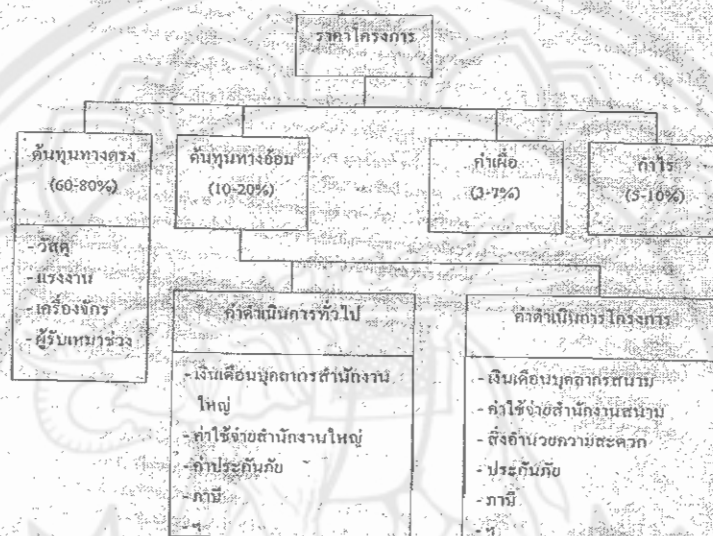 ราคาโครงการ
ต้นทุนทางตรง
(60-80%)
- วัสดุ
- แรงงาน
- เครื่องจักร
- ผู้รับเหมาช่วง
ต้นทุนทางอ้อม
(10-20%)
ค่าเผื่อ
(3-7%)
กำไร
(5-10%)
ค่าดำเนินการทั่วไป
- เงินเดือนบุคลากรสำนักงาน
ใหญ่
- ค่าใช้จ่ายสำนักงานใหญ่
- ค่าประกันภัย
- ภาษี
- ฯ
ค่าดำเนินการโครงการ
- เงินเดือนบุคลากรสนาม
- ค่าใช้จ่ายสำนักงานสนาม
- สิ่งอำนวยความสะดวก
- ประกันภัย
- ภาษี
- ฯ